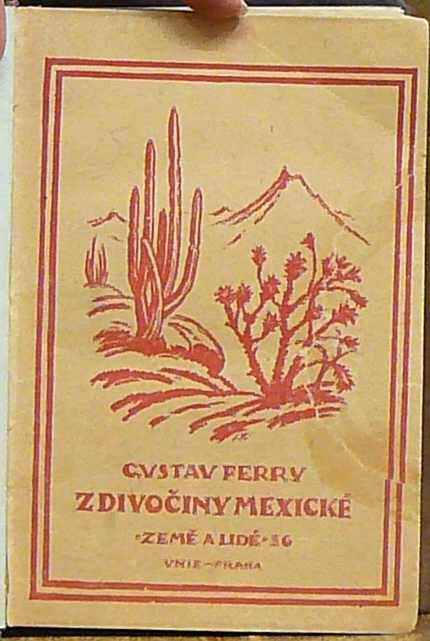 GVSTAV FERRY
Z DIVOČINY MEXICKÉ
"ZEMĚ A LIDÉ" 56
VNIE - PRAHA